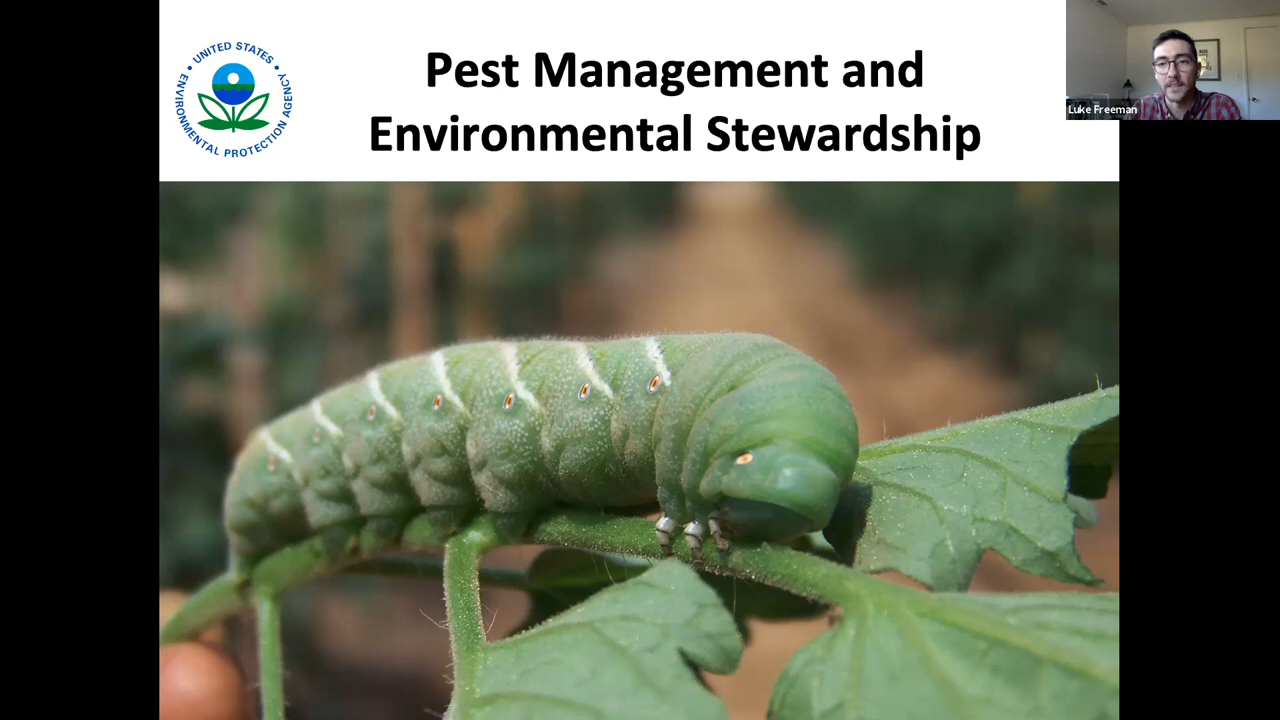 UNITED STATES
ENVIRONMENTAL PROTECTION AGENCY
Pest Management and
Environmental Stewardship
Luke Freeman